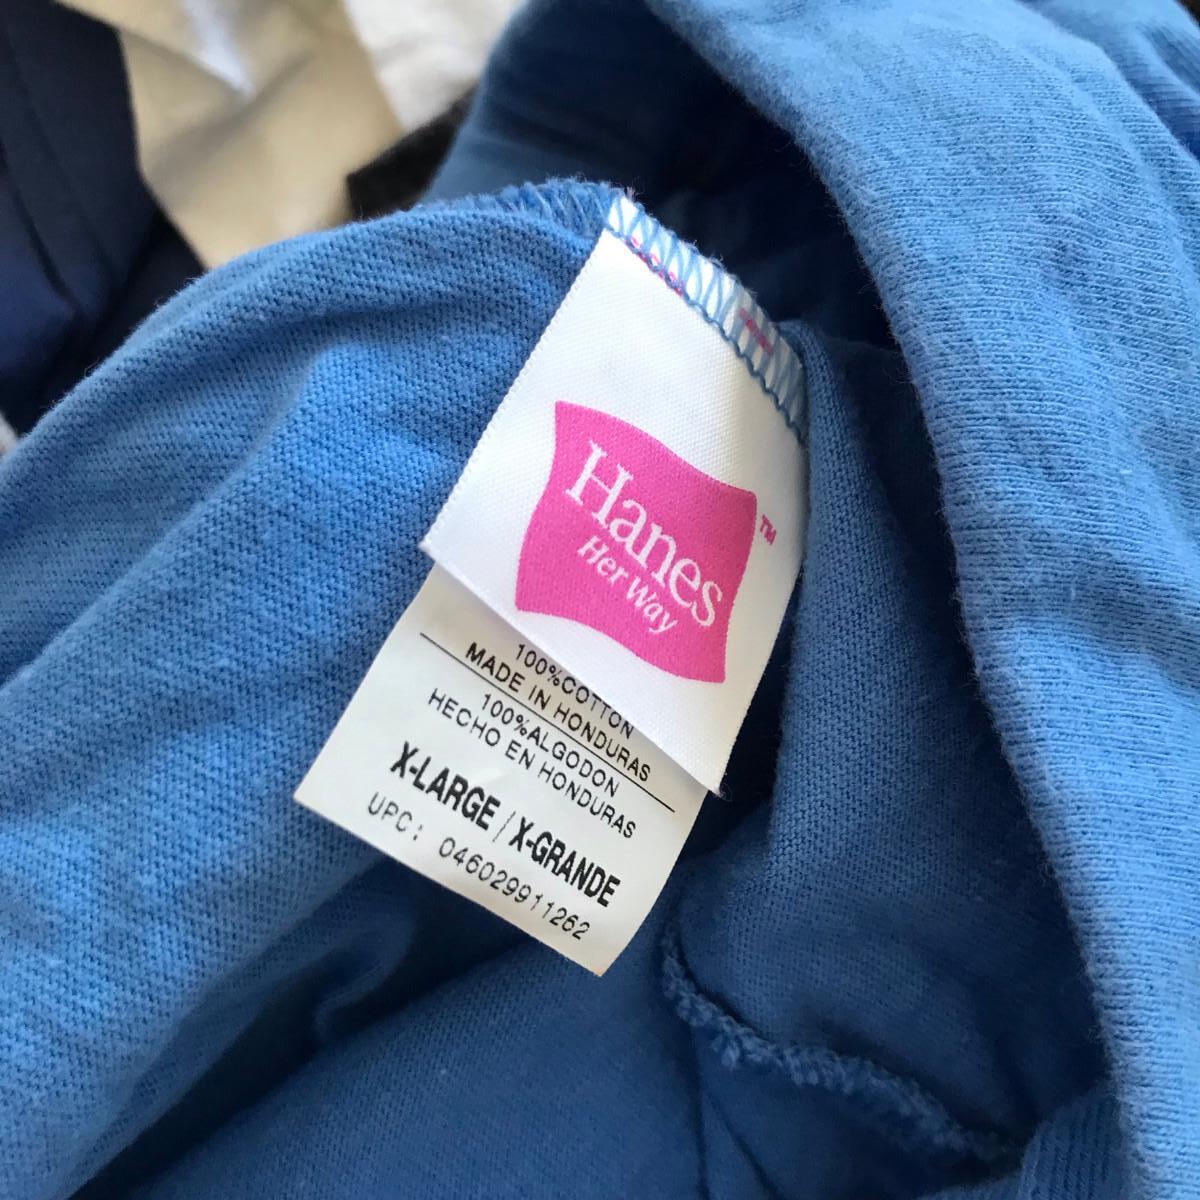 Hanes
Her Way
™
100%COTTON
MADE IN HONDURAS
100%ALGODON
HECHO EN HONDURAS
X-LARGE / X-GRANDE
UPC: 046029911262